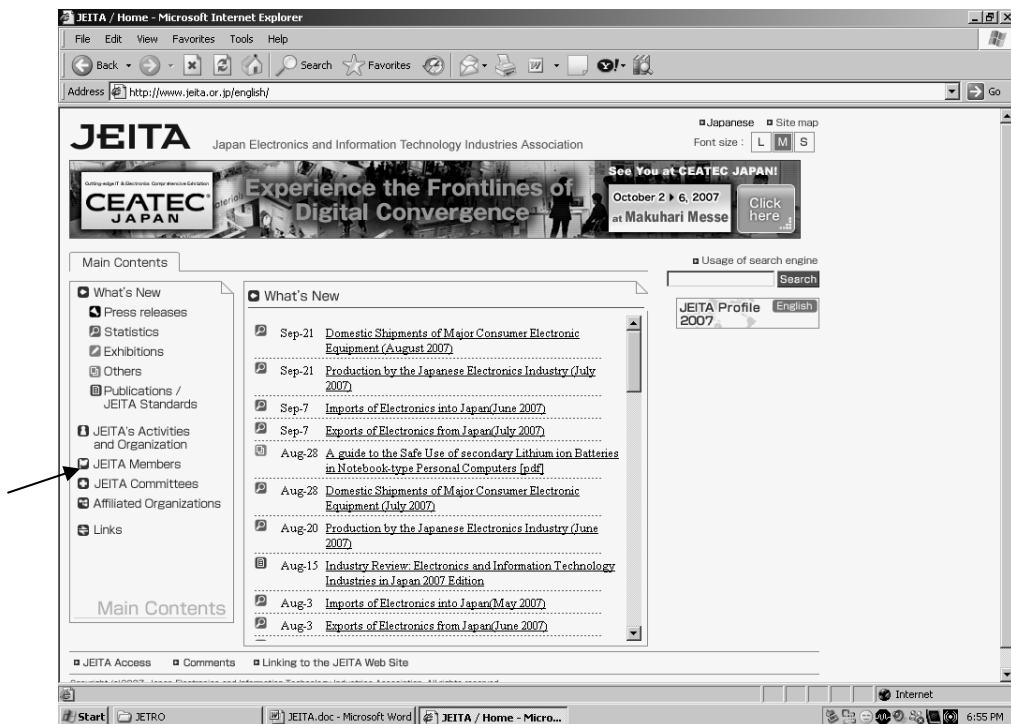 JEITA / Home - Microsoft Internet Explorer
File Edit View Favorites Tools Help
Back Search Favorites
Address http://www.jeita.or.jp/english/ Go
Japanese Site map
JEITA Japan Electronics and Information Technology Industries Association
Font size : L M S
Cutting-edge IT & Electronics Comprehensive Exhibition
CEATEC
JAPAN
Experience the Frontlines of
Digital Convergence
See You at CEATEC JAPAN!
October 2 ▶ 6, 2007
at Makuhari Messe
Click
here
Main Contents
Usage of search engine
Search
JEITA Profile
2007
English
What's New
Press releases
Statistics
Exhibitions
Others
Publications /
JEITA Standards
JEITA's Activities
and Organization
JEITA Members
JEITA Committees
Affiliated Organizations
Links
Main Contents
What's New
Sep-21 Domestic Shipments of Major Consumer Electronic
Equipment (August 2007)
Sep-21 Production by the Japanese Electronics Industry (July
2007)
Sep-7 Imports of Electronics into Japan(June 2007)
Sep-7 Exports of Electronics from Japan(July 2007)
Aug-28 A guide to the Safe Use of secondary Lithium ion Batteries
in Notebook-type Personal Computers [pdf]
Aug-28 Domestic Shipments of Major Consumer Electronic
Equipment (July 2007)
Aug-20 Production by the Japanese Electronics Industry (June
2007)
Aug-15 Industry Review: Electronics and Information Technology
Industries in Japan 2007 Edition
Aug-3 Imports of Electronics into Japan(May 2007)
Aug-3 Exports of Electronics from Japan(June 2007)
JEITA Access Comments Linking to the JEITA Web Site
Internet
Start JETRO JEITA.doc - Microsoft Word JEITA / Home - Micro... 6:55 PM